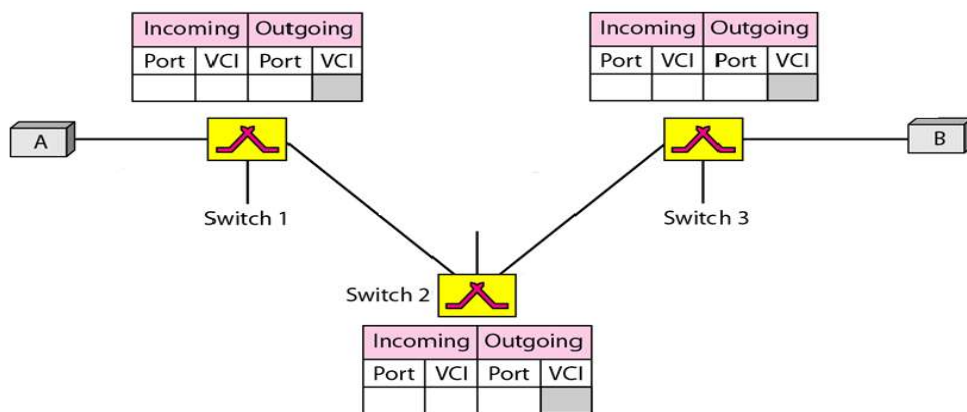 Incoming Outgoing
Port VCI Port VCI
Incoming Outgoing
Port VCI Port VCI
A
B
Switch 1
Switch 3
Switch 2
Incoming Outgoing
Port VCI Port VCI